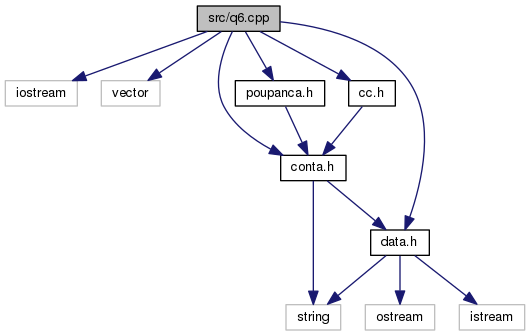 src/q6.cpp
iostream
vector
poupanca.h
cc.h
conta.h
data.h
string
ostream
istream